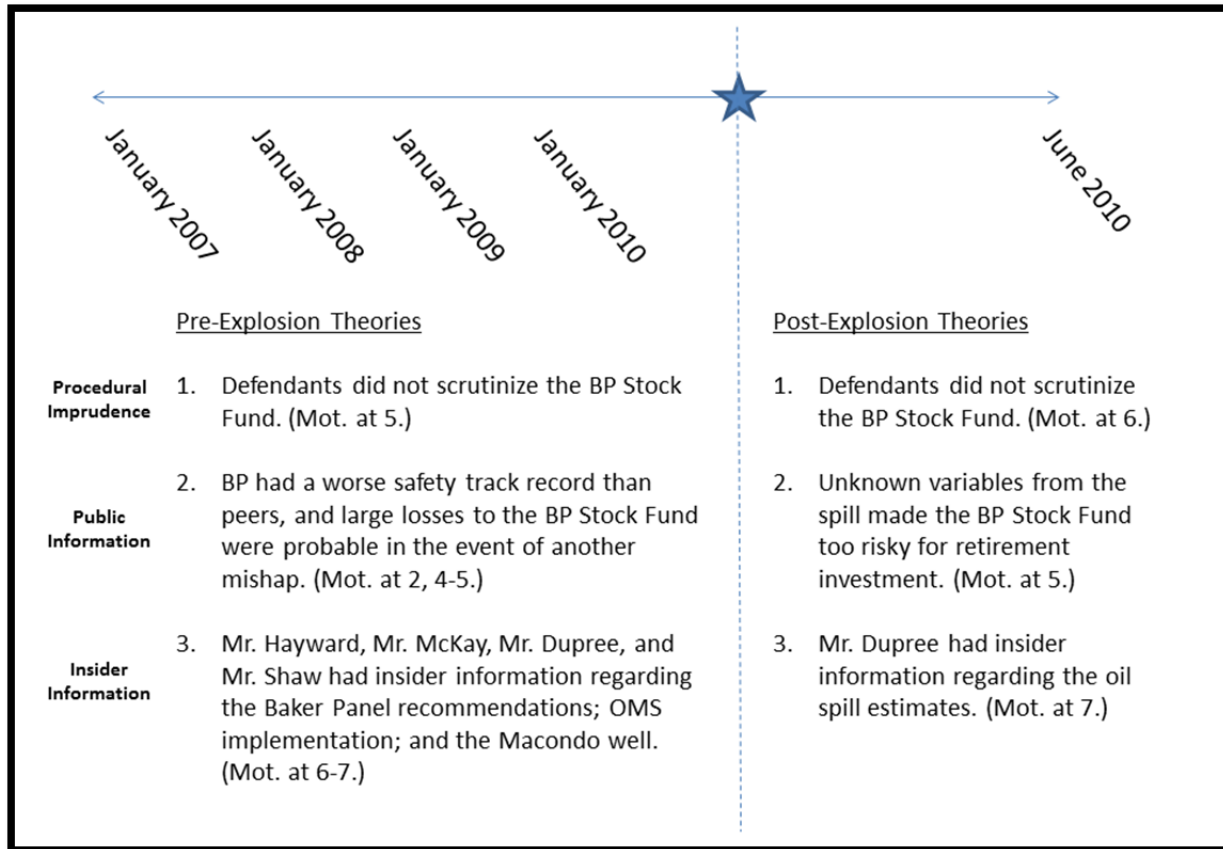 January 2007
January 2008
January 2009
January 2010
June 2010
Pre-Explosion Theories
Post-Explosion Theories
Procedural
Imprudence
1. Defendants did not scrutinize the BP Stock
Fund. (Mot. at 5.)
1. Defendants did not scrutinize
the BP Stock Fund. (Mot. at 6.)
Public
Information
2. BP had a worse safety track record than
peers, and large losses to the BP Stock Fund
were probable in the event of another
mishap. (Mot. at 2, 4-5.)
2. Unknown variables from the
spill made the BP Stock Fund
too risky for retirement
investment. (Mot. at 5.)
Insider
Information
3. Mr. Hayward, Mr. McKay, Mr. Dupree, and
Mr. Shaw had insider information regarding
the Baker Panel recommendations; OMS
implementation; and the Macondo well.
(Mot. at 6-7.)
3. Mr. Dupree had insider
information regarding the oil
spill estimates. (Mot. at 7.)